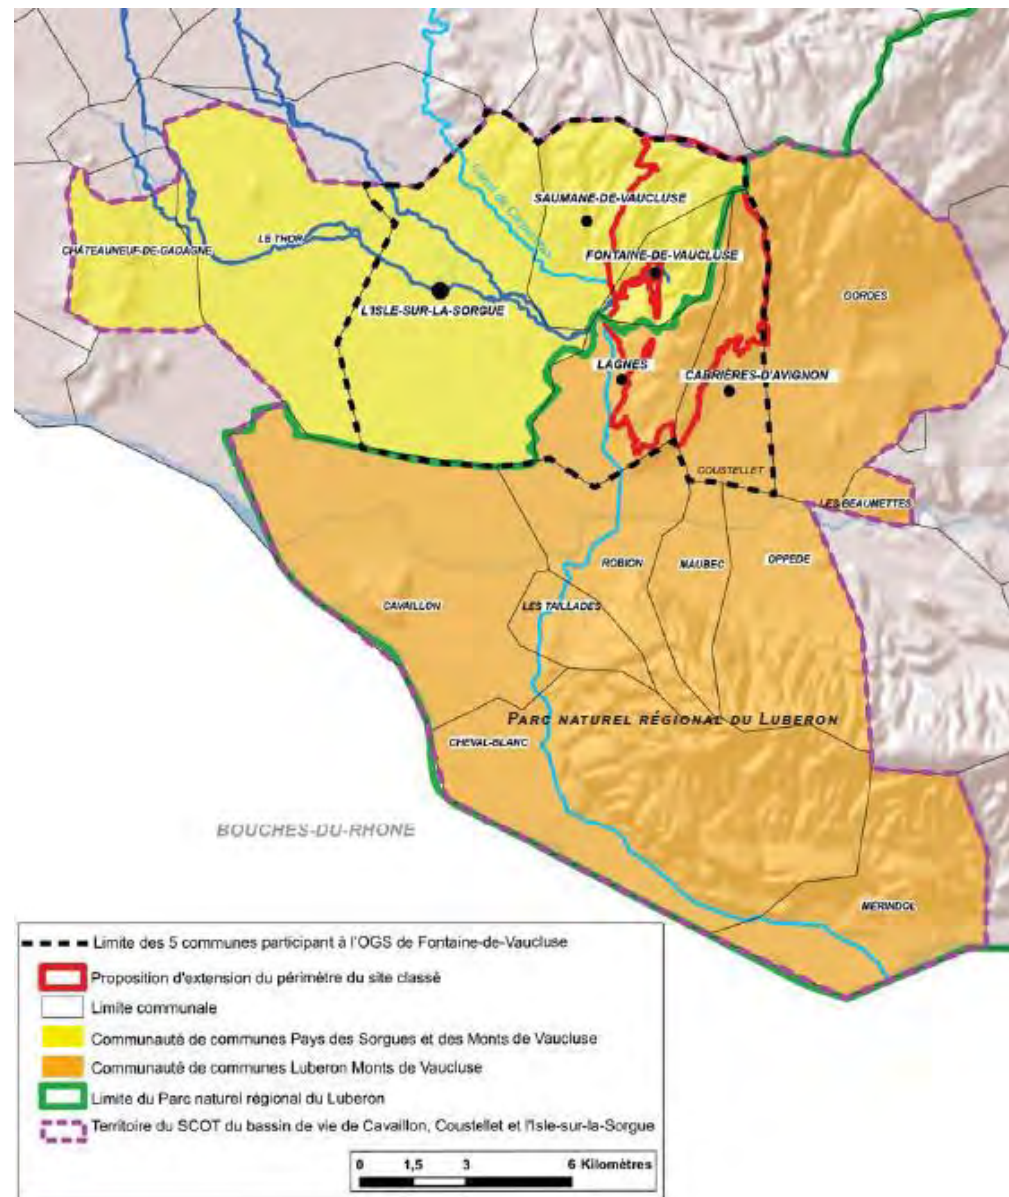 SAUMANE-DE-VAUCLUSE
Canal de Carpentras
LE THOR
CHÂTEAUNEUF-DE-GADAGNE
FONTAINE-DE-VAUCLUSE
GORDES
L'ISLE-SUR-LA-SORGUE
LAGNES
CABRIÈRES-D'AVIGNON
COUSTELLET
LES BEAUMETTES
ROBION
MAUBEC
OPPEDE
CAVAILLON
LES TAILLADES
PARC NATUREL RÉGIONAL DU LUBERON
CHEVAL-BLANC
BOUCHES-DU-RHONE
MERINDOL
Limite des 5 communes participant à l'OGS de Fontaine-de-Vaucluse
Proposition d'extension du périmètre du site classé
Limite communale
Communauté de communes Pays des Sorgues et des Monts de Vaucluse
Communauté de communes Luberon Monts de Vaucluse
Limite du Parc naturel régional du Luberon
Territoire du SCOT du bassin de vie de Cavaillon, Coustellet et l'Isle-sur-la-Sorgue
0 1,5 3 6 Kilomètres